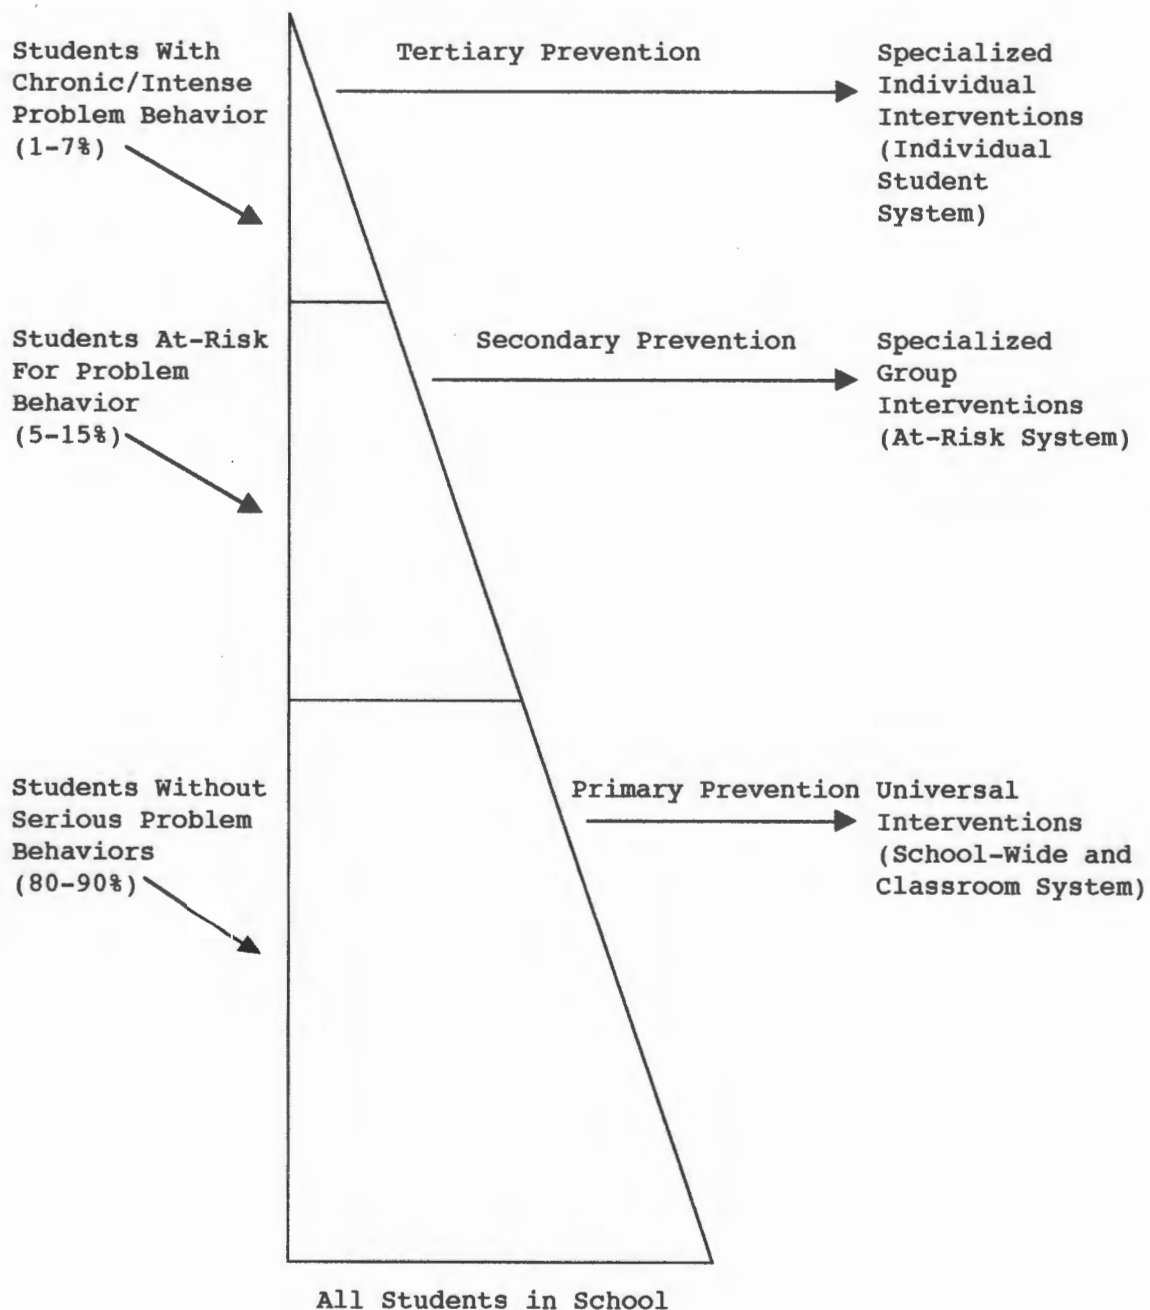 Students With
Chronic/Intense
Problem Behavior
(1-7%)
Tertiary Prevention
Specialized
Individual
Interventions
(Individual
Student
System)
Students At-Risk
For Problem
Behavior
(5-15%)
Secondary Prevention
Specialized
Group
Interventions
(At-Risk System)
Students Without
Serious Problem
Behaviors
(80-90%)
Primary Prevention
Universal
Interventions
(School-Wide and
Classroom System)
All Students in School